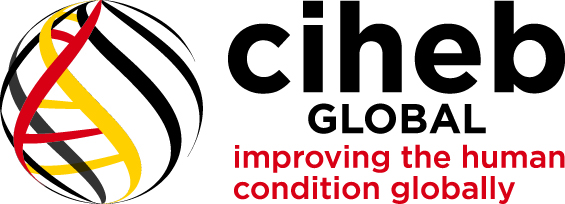 ciheb
GLOBAL
improving the human
condition globally